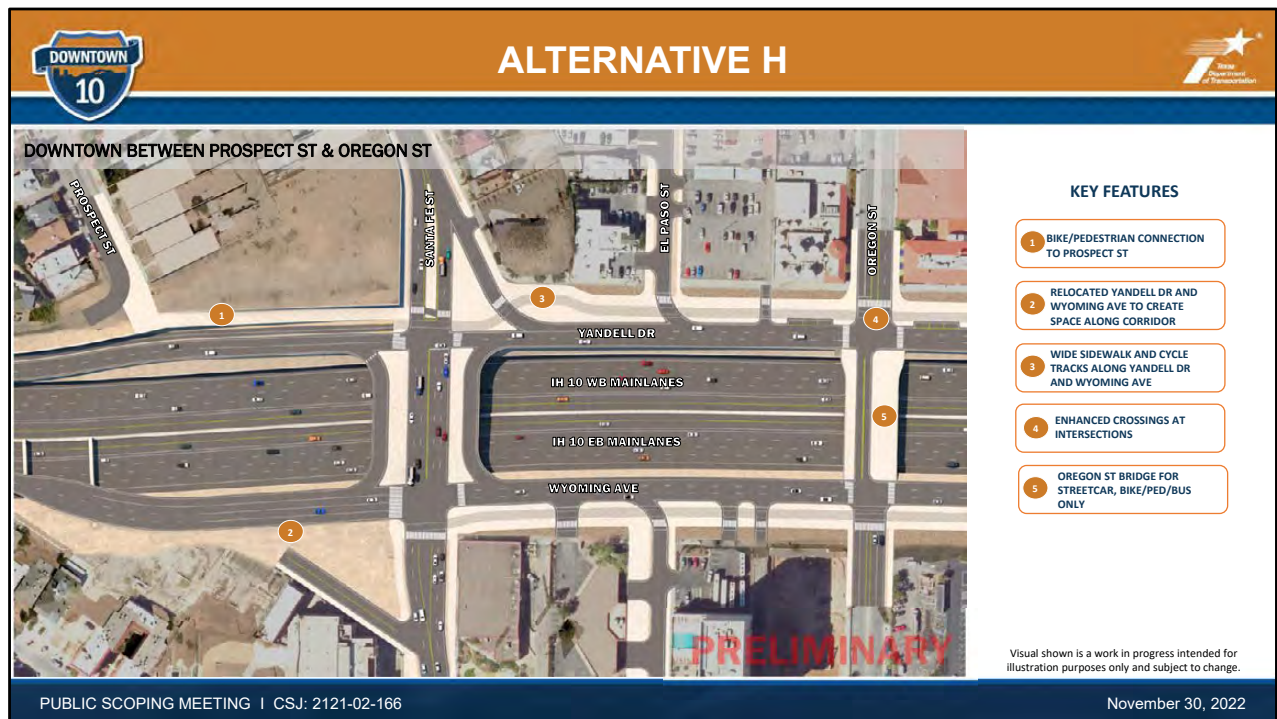 ALTERNATIVE H
DOWNTOWN
10
Texas
Department
of Transportation
DOWNTOWN BETWEEN PROSPECT ST & OREGON ST
PROSPECT ST
SANTA FE ST
EL PASO ST
OREGON ST
1
3
4
YANDELL DR
IH 10 WB MAINLANES
5
IH 10 EB MAINLANES
WYOMING AVE
2
PRELIMINARY
KEY FEATURES
1
BIKE/PEDESTRIAN CONNECTION
TO PROSPECT ST
2
RELOCATED YANDELL DR AND
WYOMING AVE TO CREATE
SPACE ALONG CORRIDOR
3
WIDE SIDEWALK AND CYCLE
TRACKS ALONG YANDELL DR
AND WYOMING AVE
4
ENHANCED CROSSINGS AT
INTERSECTIONS
5
OREGON ST BRIDGE FOR
STREETCAR, BIKE/PED/BUS
ONLY
Visual shown is a work in progress intended for
illustration purposes only and subject to change.
PUBLIC SCOPING MEETING I CSJ: 2121-02-166
November 30, 2022